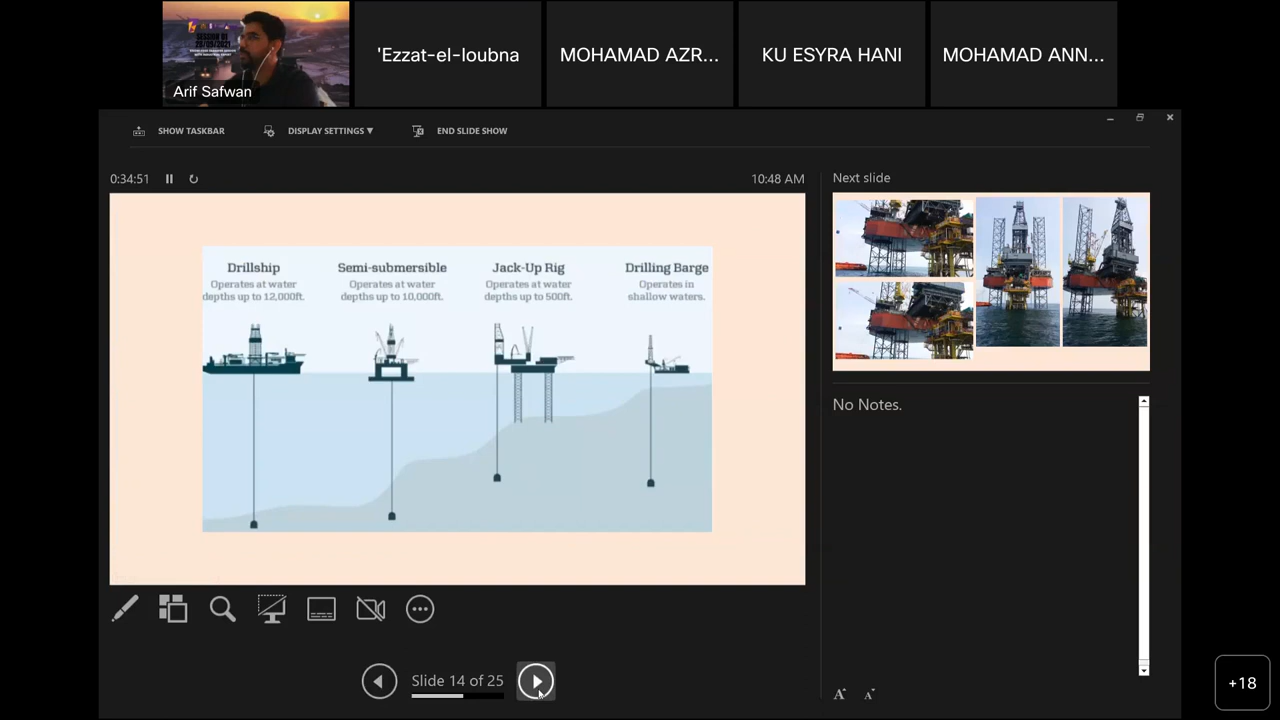 Arif Safwan
'Ezzat-el-loubna
MOHAMAD AZR...
KU ESYRA HANI
MOHAMAD ANN...
SHOW TASKBAR
DISPLAY SETTINGS ▼
END SLIDE SHOW
0:34:51
10:48 AM
Drillship
Operates at water
depths up to 12,000ft.
Semi-submersible
Operates at water
depths up to 10,000ft.
Jack-Up Rig
Operates at water
depths up to 500ft.
Drilling Barge
Operates in
shallow waters.
Next slide
No Notes.
Slide 14 of 25
A A
+18